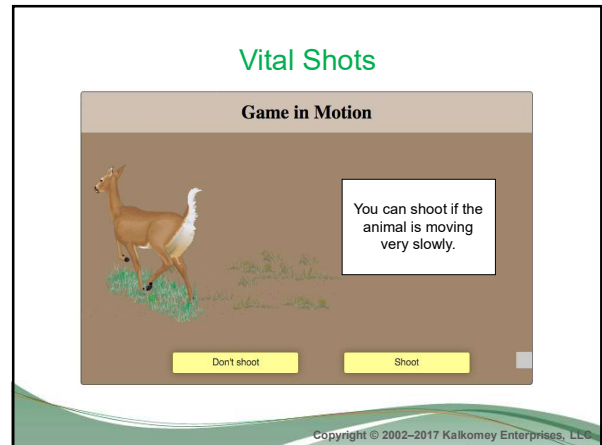 Vital Shots
Game in Motion
You can shoot if the
animal is moving
very slowly.
Don't shoot
Shoot
Copyright © 2002–2017 Kalkomey Enterprises, LLC